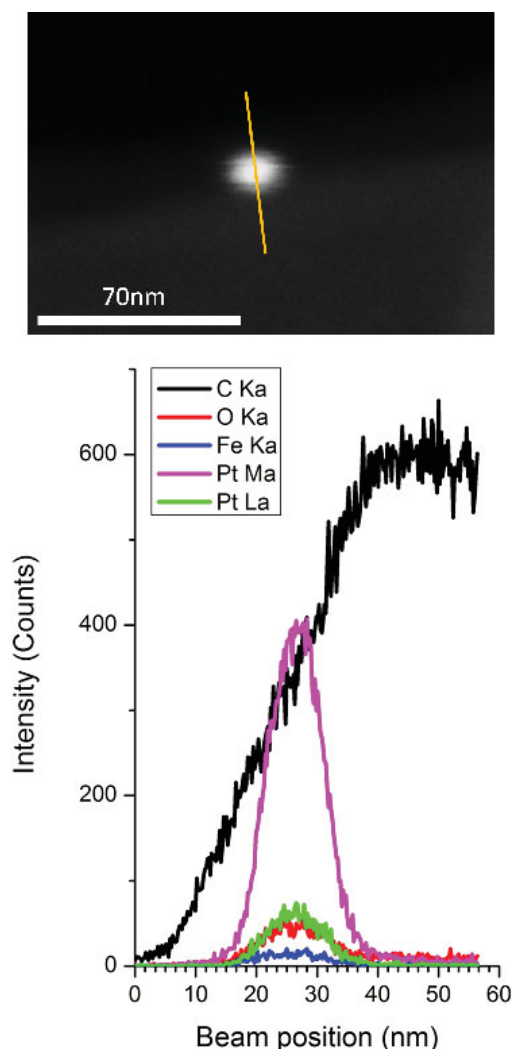 70nm
C Ka
O Ka
Fe Ka
Pt Ma
Pt La
600
400
200
0
0 10 20 30 40 50 60
Intensity (Counts)
Beam position (nm)